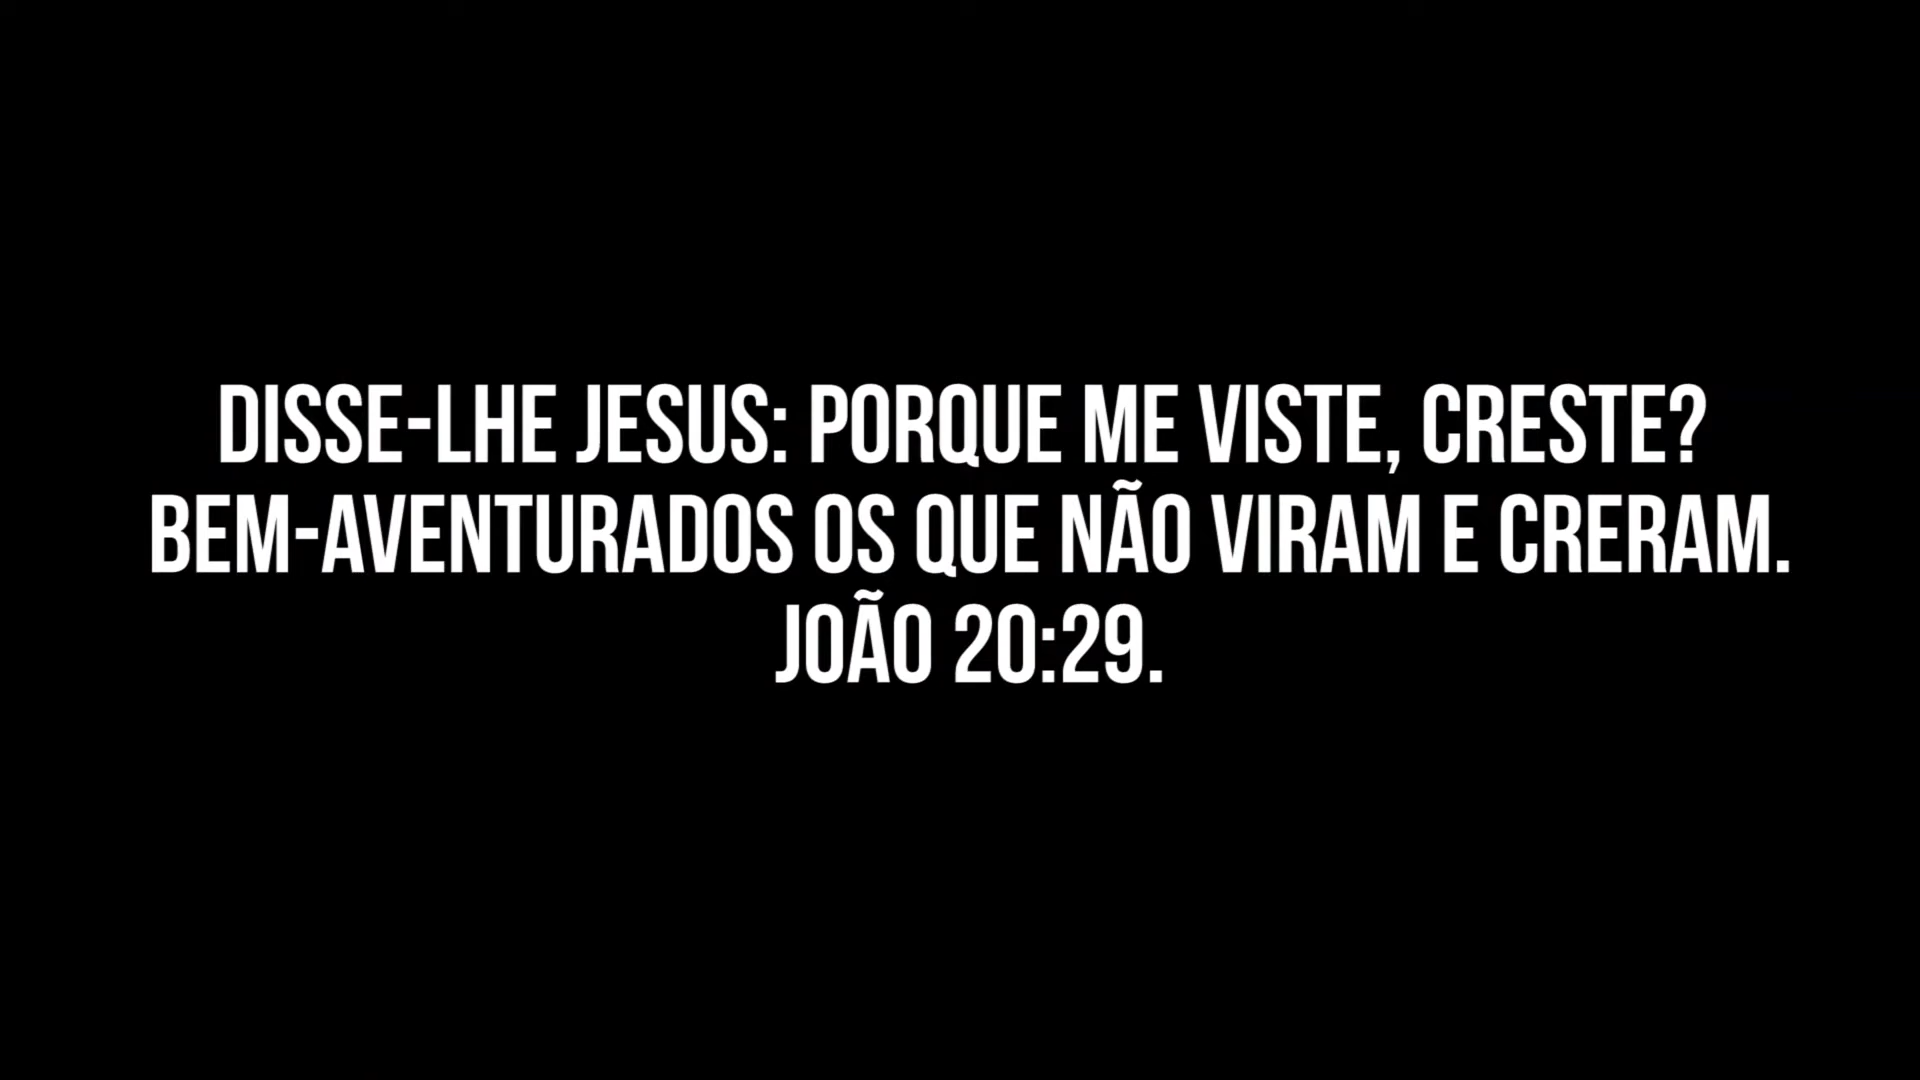 DISSE-LHE JESUS: PORQUE ME VISTE, CRESTE?
BEM-AVENTURADOS OS QUE NÃO VIRAM E CRERAM.
JOÃO 20:29.